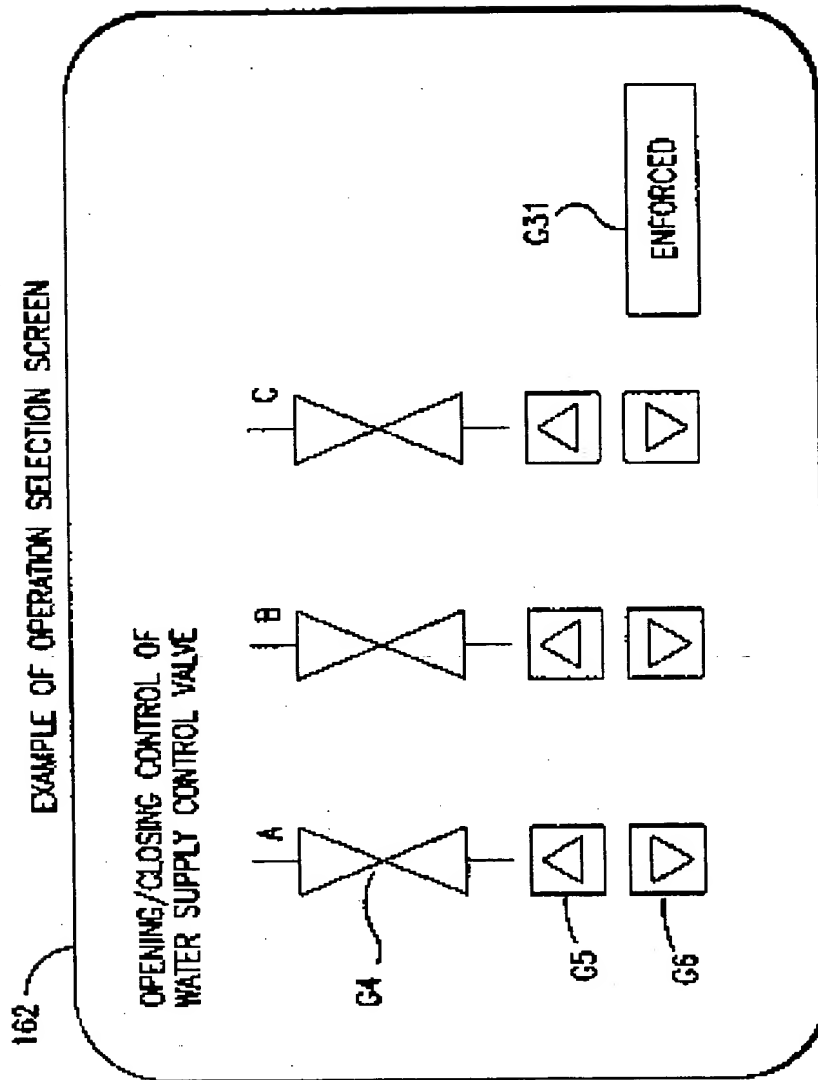 EXAMPLE OF OPERATION SELECTION SCREEN
162
OPENING/CLOSING CONTROL OF
WATER SUPPLY CONTROL VALVE
A
B
C
G4
G5
G6
G31
ENFORCED